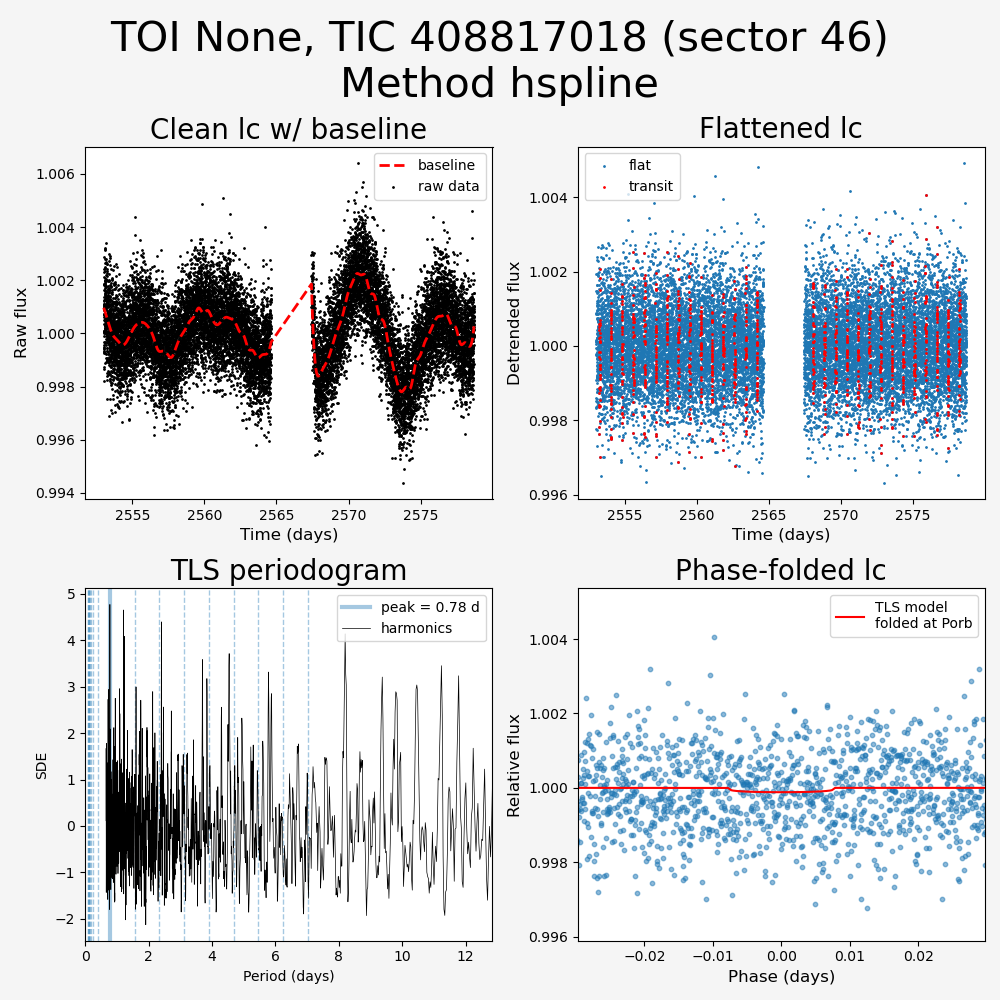 TOI None, TIC 408817018 (sector 46)
Method hspline
Clean lc w/ baseline
Raw flux
1.006
1.004
1.002
1.000
0.998
0.996
0.994
baseline
raw data
2555
2560
2565
2570
2575
Time (days)
Flattened lc
Detrended flux
1.004
1.002
1.000
0.998
0.996
flat
transit
2555
2560
2565
2570
2575
Time (days)
TLS periodogram
SDE
5
4
3
2
1
0
−1
−2
peak = 0.78 d
harmonics
0
2
4
6
8
10
12
Period (days)
Phase-folded lc
Relative flux
1.004
1.002
1.000
0.998
0.996
TLS model
folded at Porb
−0.02
−0.01
0.00
0.01
0.02
Phase (days)